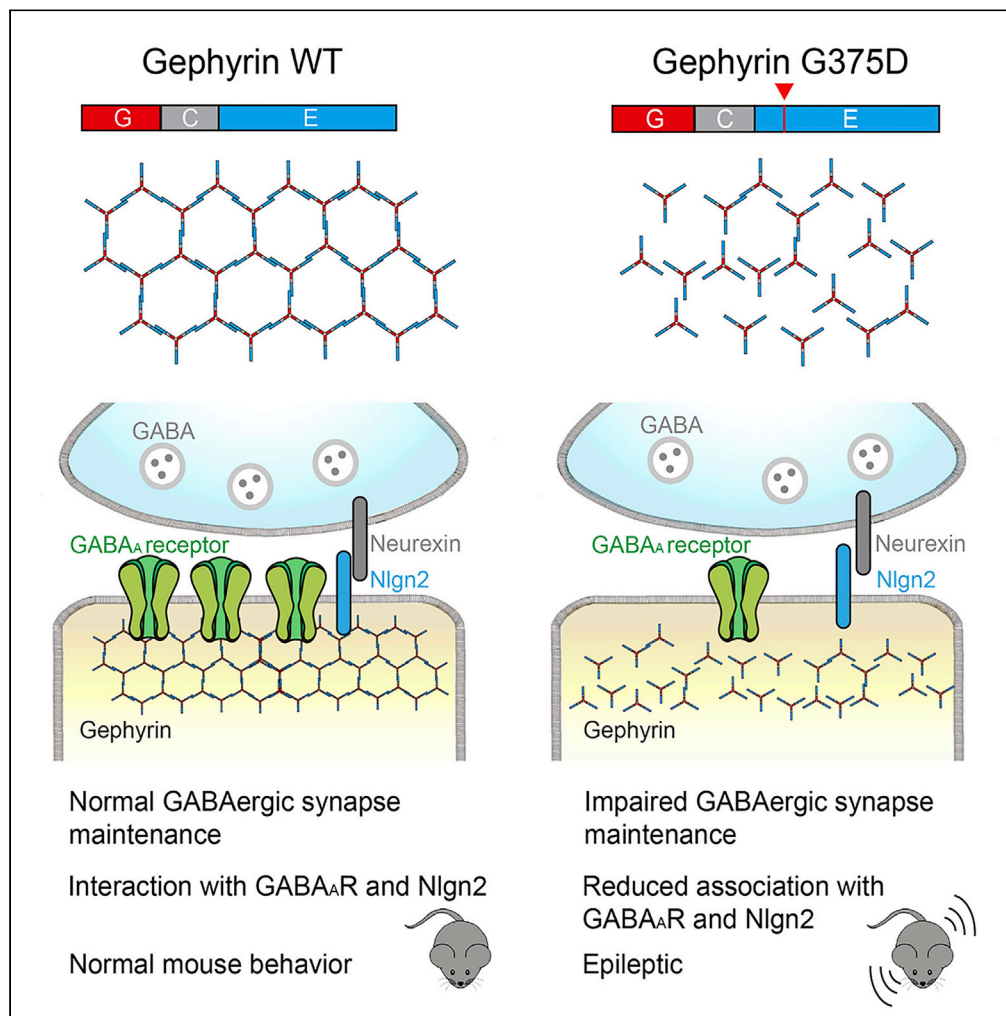 Gephyrin WT
G C E
GABA
GABAA receptor
Neurexin
Nlgn2
Gephyrin
Normal GABAergic synapse
maintenance
Interaction with GABAAR and Nlgn2
Normal mouse behavior
Gephyrin G375D
G C E
GABA
GABAA receptor
Neurexin
Nlgn2
Gephyrin
Impaired GABAergic synapse
maintenance
Reduced association with
GABAAR and Nlgn2
Epileptic